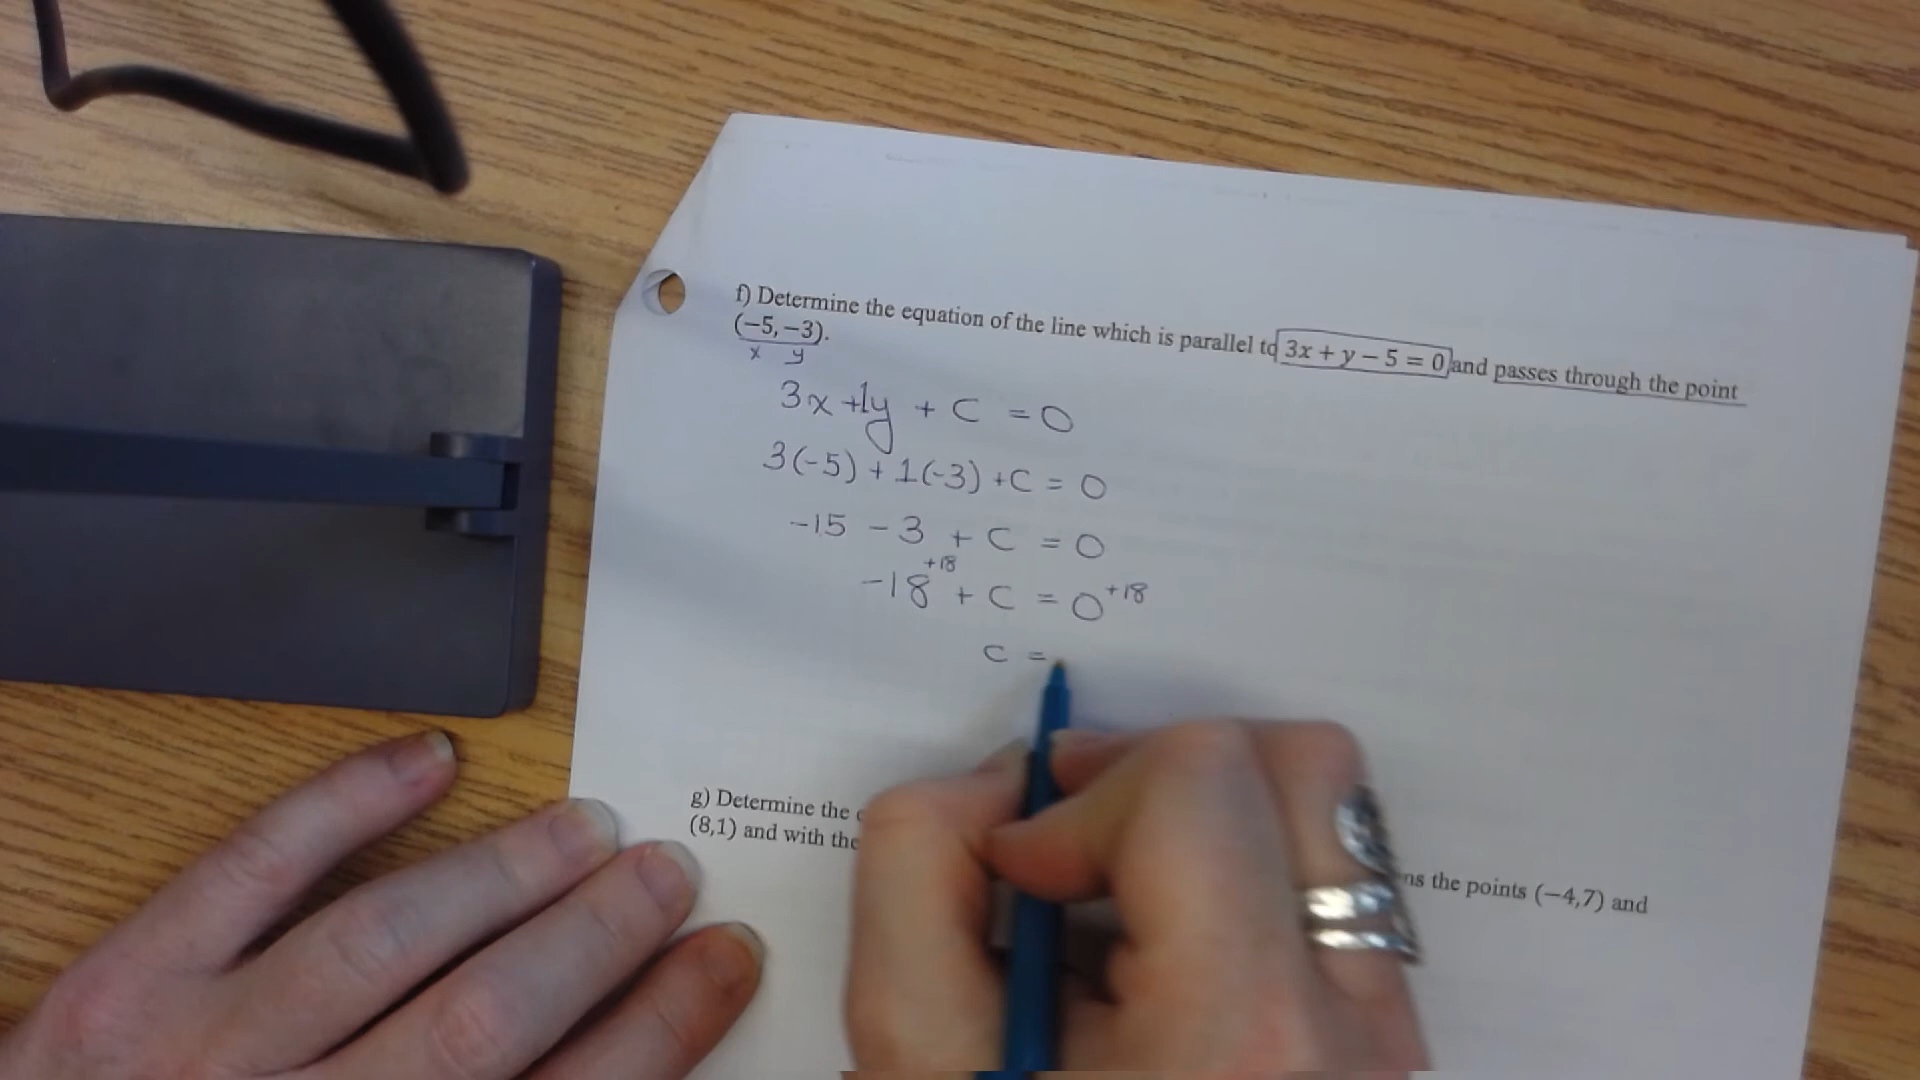 f) Determine the equation of the line which is parallel to 3x + y − 5 = 0 and passes through the point
(−5, −3).
x y
3x + 1y + C = 0
3(-5) + 1(-3) + C = 0
-15 - 3 + C = 0
+18
-18 + C = 0 +18
C =
g) Determine the
(8,1) and with the
the points (−4,7) and